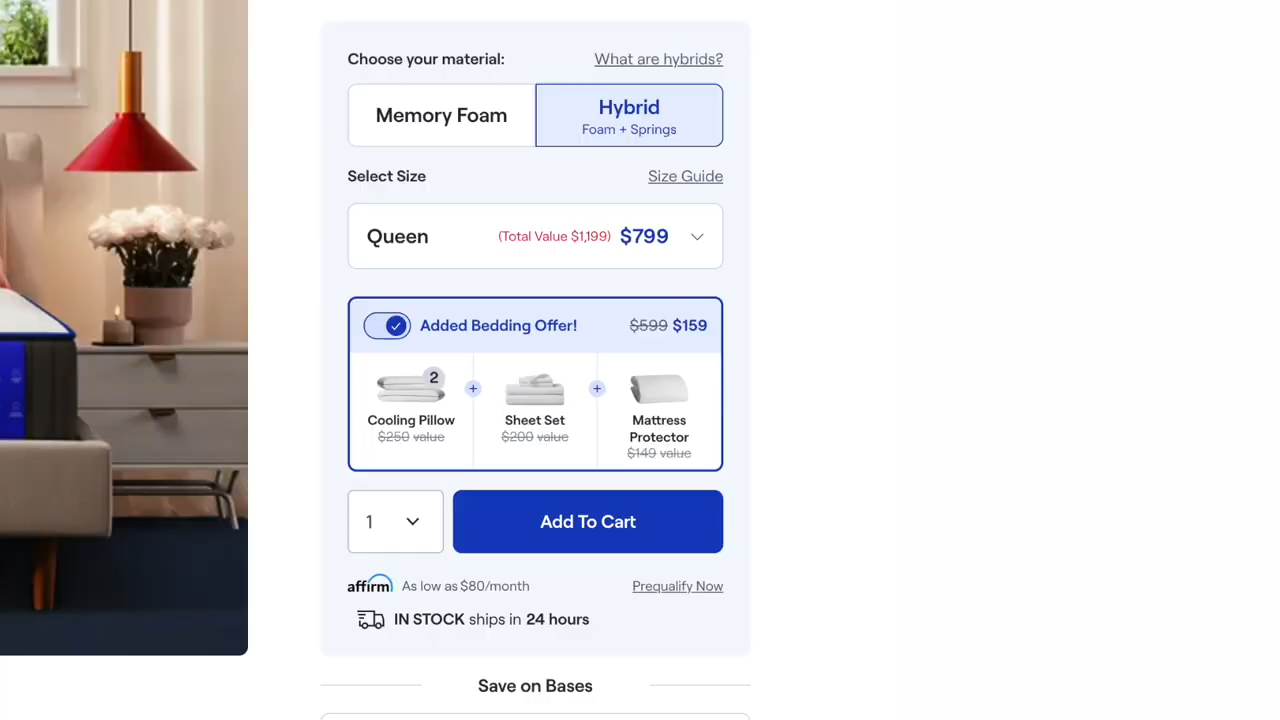 Choose your material: What are hybrids?
Memory Foam
Hybrid
Foam + Springs
Select Size Size Guide
Queen (Total Value $1,199) $799
Added Bedding Offer! $599 $159
2
Cooling Pillow
$250 value
+
Sheet Set
$200 value
+
Mattress
Protector
$149 value
1
Add To Cart
affirm As low as $80/month Prequalify Now
IN STOCK ships in 24 hours
Save on Bases